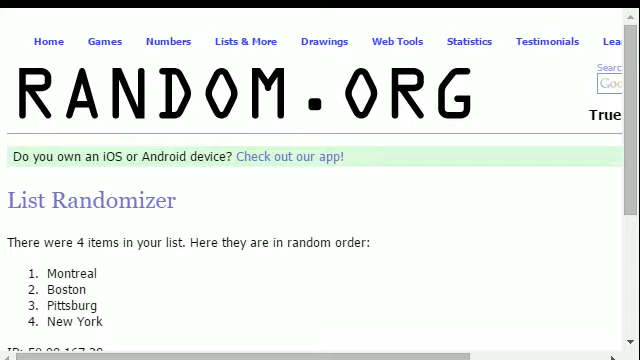 Home Games Numbers Lists & More Drawings Web Tools Statistics Testimonials
RANDOM.ORG
True
Do you own an iOS or Android device? Check out our app!
List Randomizer
There were 4 items in your list. Here they are in random order:
1. Montreal
2. Boston
3. Pittsburg
4. New York